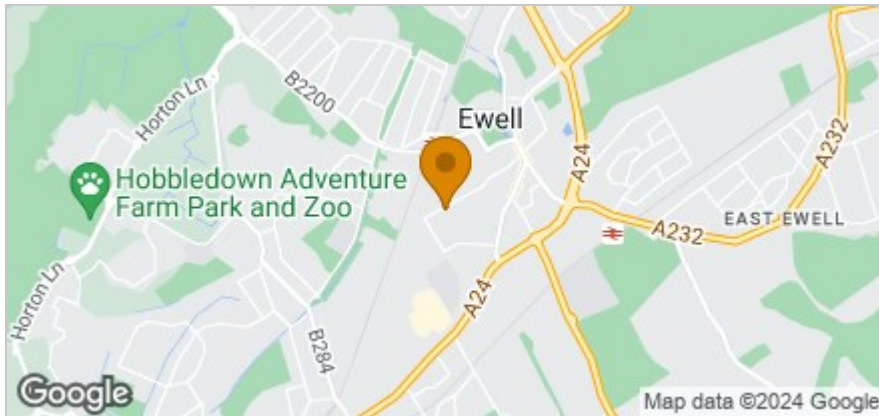 Horton Ln
B2200
Ewell
A24
A232
Hobbledown Adventure
Farm Park and Zoo
EAST EWELL
A232
Horton Ln
A24
B284
Google
Map data ©2024 Google